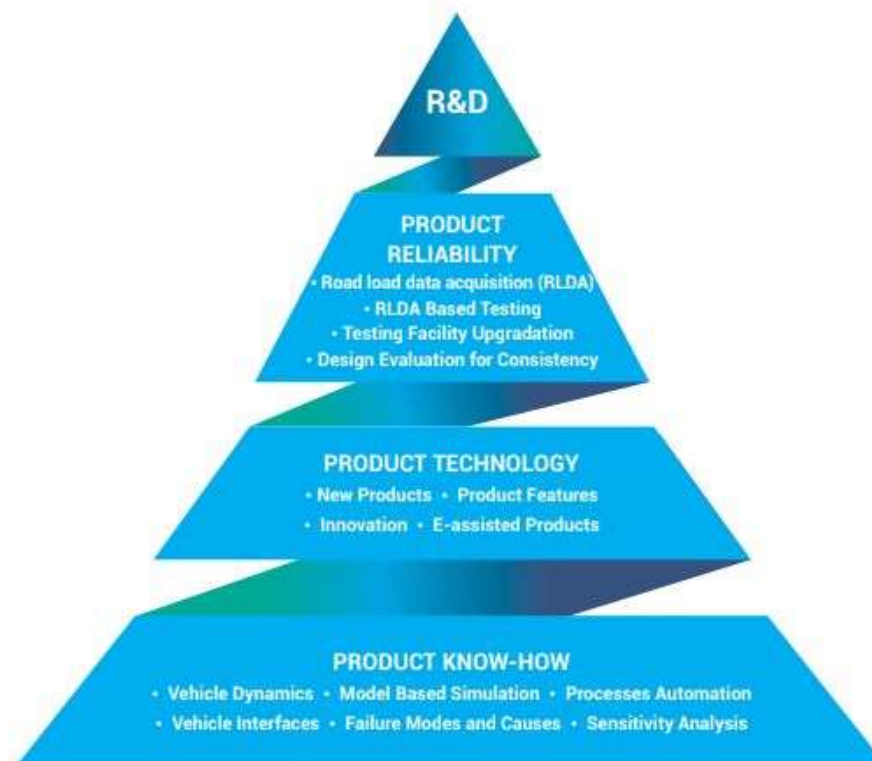 R&D
PRODUCT
RELIABILITY
• Road load data acquisition (RLDA)
• RLDA Based Testing
• Testing Facility Upgradation
• Design Evaluation for Consistency
PRODUCT TECHNOLOGY
• New Products • Product Features
• Innovation • E-assisted Products
PRODUCT KNOW-HOW
• Vehicle Dynamics • Model Based Simulation • Processes Automation
• Vehicle Interfaces • Failure Modes and Causes • Sensitivity Analysis